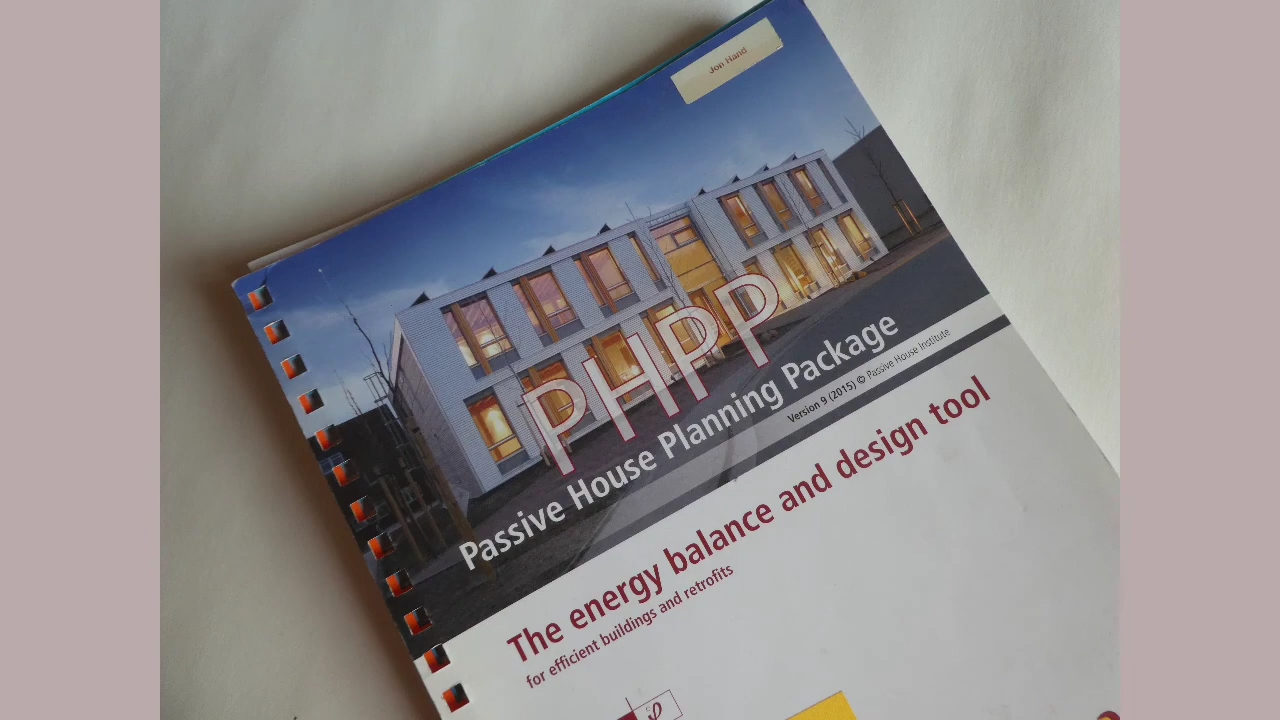 Jon Hand
PHPP
Passive House Planning Package
Version 9 (2015) © Passive House Institute
The energy balance and design tool
for efficient buildings and retrofits